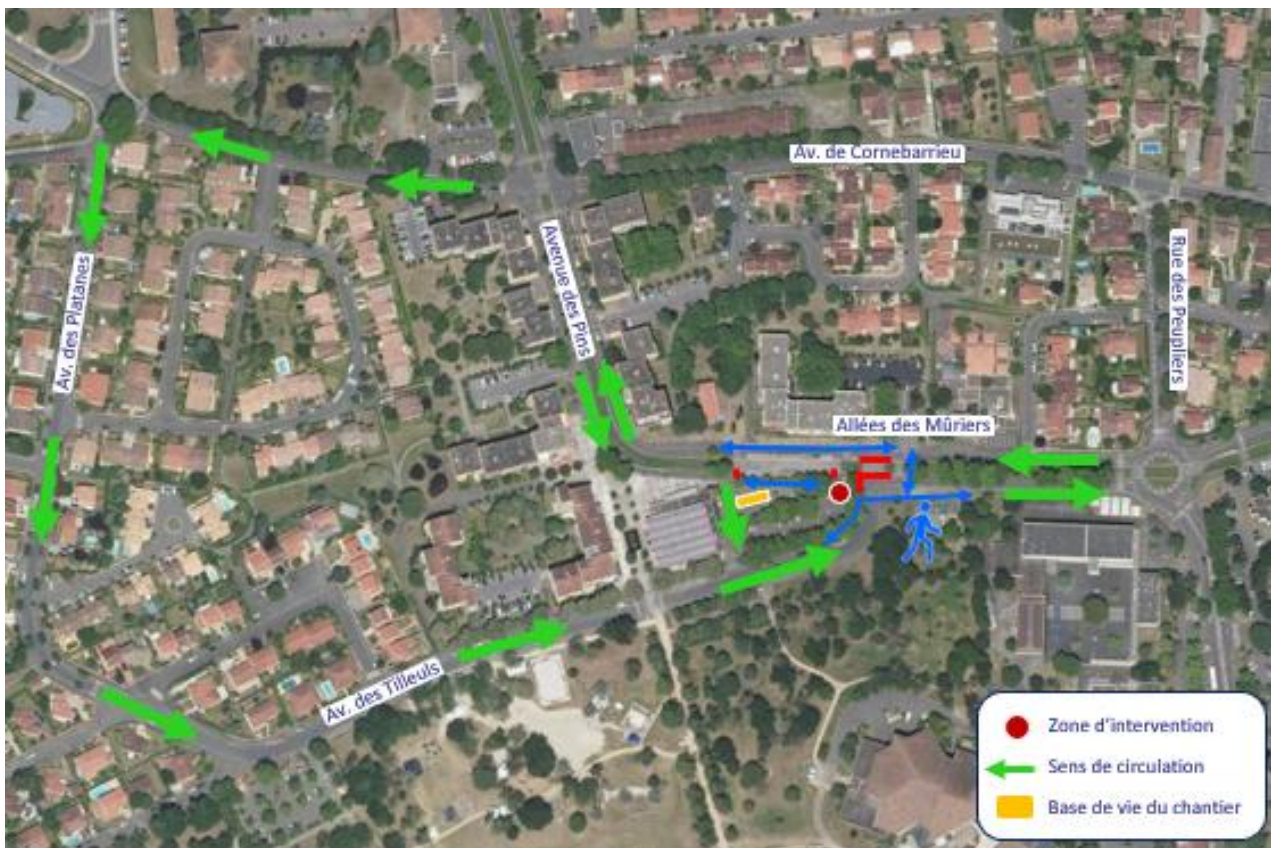 Av. de Cornebarrieu
Avenue des Pins
Rue des Peupliers
Av. des Platanes
Allées des Mûriers
Av. des Tilleuls
Zone d'intervention
Sens de circulation
Base de vie du chantier